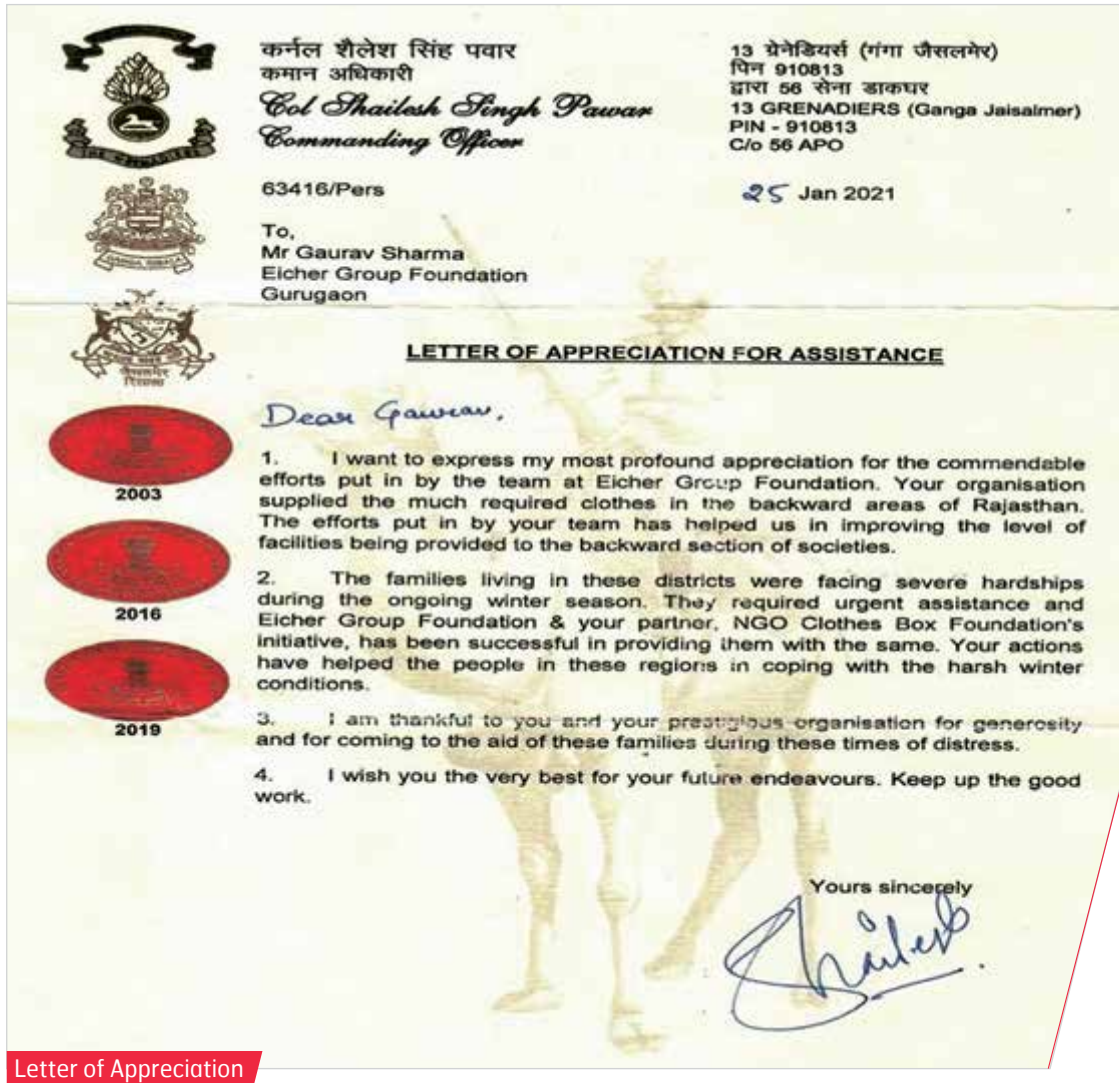 THE GRENADIERS
कर्नल शैलेश सिंह पवार
कमान अधिकारी
Col Shailesh Singh Pawar
Commanding Officer
13 ग्रेनेडियर्स (गंगा जैसलमेर)
पिन 910813
द्वारा 56 सेना डाकघर
13 GRENADIERS (Ganga Jaisalmer)
PIN - 910813
C/o 56 APO
63416/Pers
25 Jan 2021
To,
Mr Gaurav Sharma
Eicher Group Foundation
Gurugaon
जैसलमेर
रिसाला
LETTER OF APPRECIATION FOR ASSISTANCE
Dear Gaurav,
1. I want to express my most profound appreciation for the commendable
efforts put in by the team at Eicher Group Foundation. Your organisation
supplied the much required clothes in the backward areas of Rajasthan.
The efforts put in by your team has helped us in improving the level of
facilities being provided to the backward section of societies.
2. The families living in these districts were facing severe hardships
during the ongoing winter season. They required urgent assistance and
Eicher Group Foundation & your partner, NGO Clothes Box Foundation's
initiative, has been successful in providing them with the same. Your actions
have helped the people in these regions in coping with the harsh winter
conditions.
3. I am thankful to you and your prestigious organisation for generosity
and for coming to the aid of these families during these times of distress.
4. I wish you the very best for your future endeavours. Keep up the good
work.
2003
2016
2019
Yours sincerely
Shailesh
Letter of Appreciation